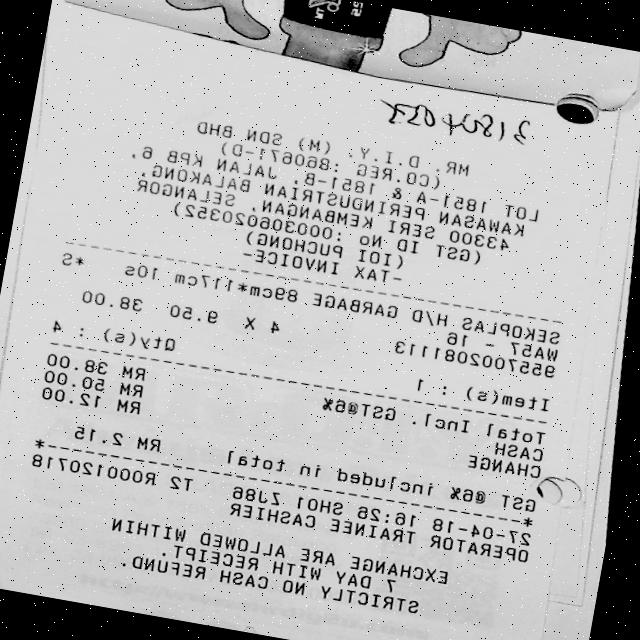 MR. D.I.Y. (M) SDN BHD
(CO.REG :860671-D)
LOT 1851-A & 1851-B, JALAN KPB 6,
KAWASAN PERINDUSTRIAN BALAKONG,
43300 SERI KEMBANGAN, SELANGOR
(GST ID No :000306020352)
(IOI PUCHONG)
-TAX INVOICE-
SEKOPLAS H/D GARBAGE 89cm*117cm 10s *S
WA57 - 16
9557002081113 4 X 9.50 38.00
Item(s) : 1 Qty(s) : 4
Total Incl. GST@6% RM 38.00
CASH RM 50.00
CHANGE RM 12.00
GST @6% included in total RM 2.15
27-04-18 16:26 SH01 ZJ86 T2 R000120718
OPERATOR TRAINEE CASHIER
EXCHANGE ARE ALLOWED WITHIN
7 DAY WITH RECEIPT.
STRICTLY NO CASH REFUND.